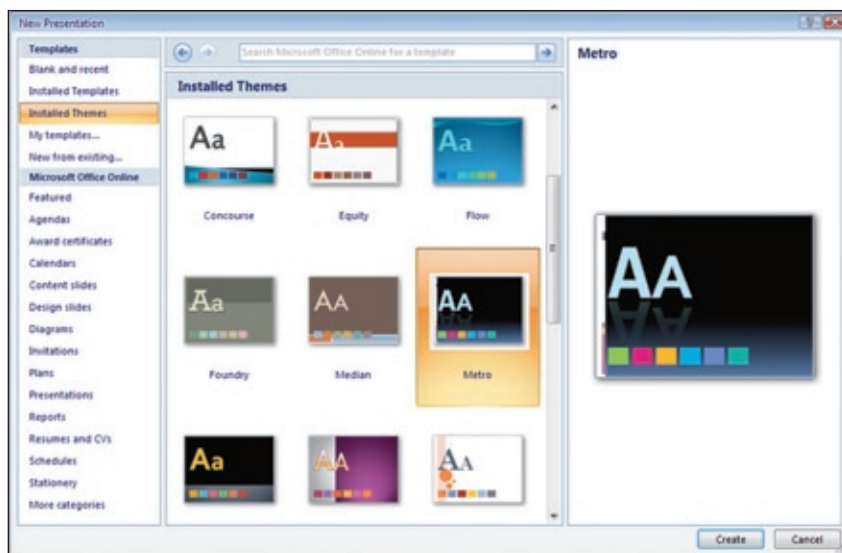 New Presentation
Templates
Blank and recent
Installed Templates
Installed Themes
My templates...
New from existing...
Microsoft Office Online
Featured
Agendas
Award certificates
Calendars
Content slides
Design slides
Diagrams
Invitations
Plans
Presentations
Reports
Resumes and CVs
Schedules
Stationery
More categories
Search Microsoft Office Online for a template
Installed Themes
Aa
Aa
Aa
Concourse
Equity
Flow
Aa
AA
AA
Foundry
Median
Metro
Aa
AA
AA
Metro
AA
Create
Cancel